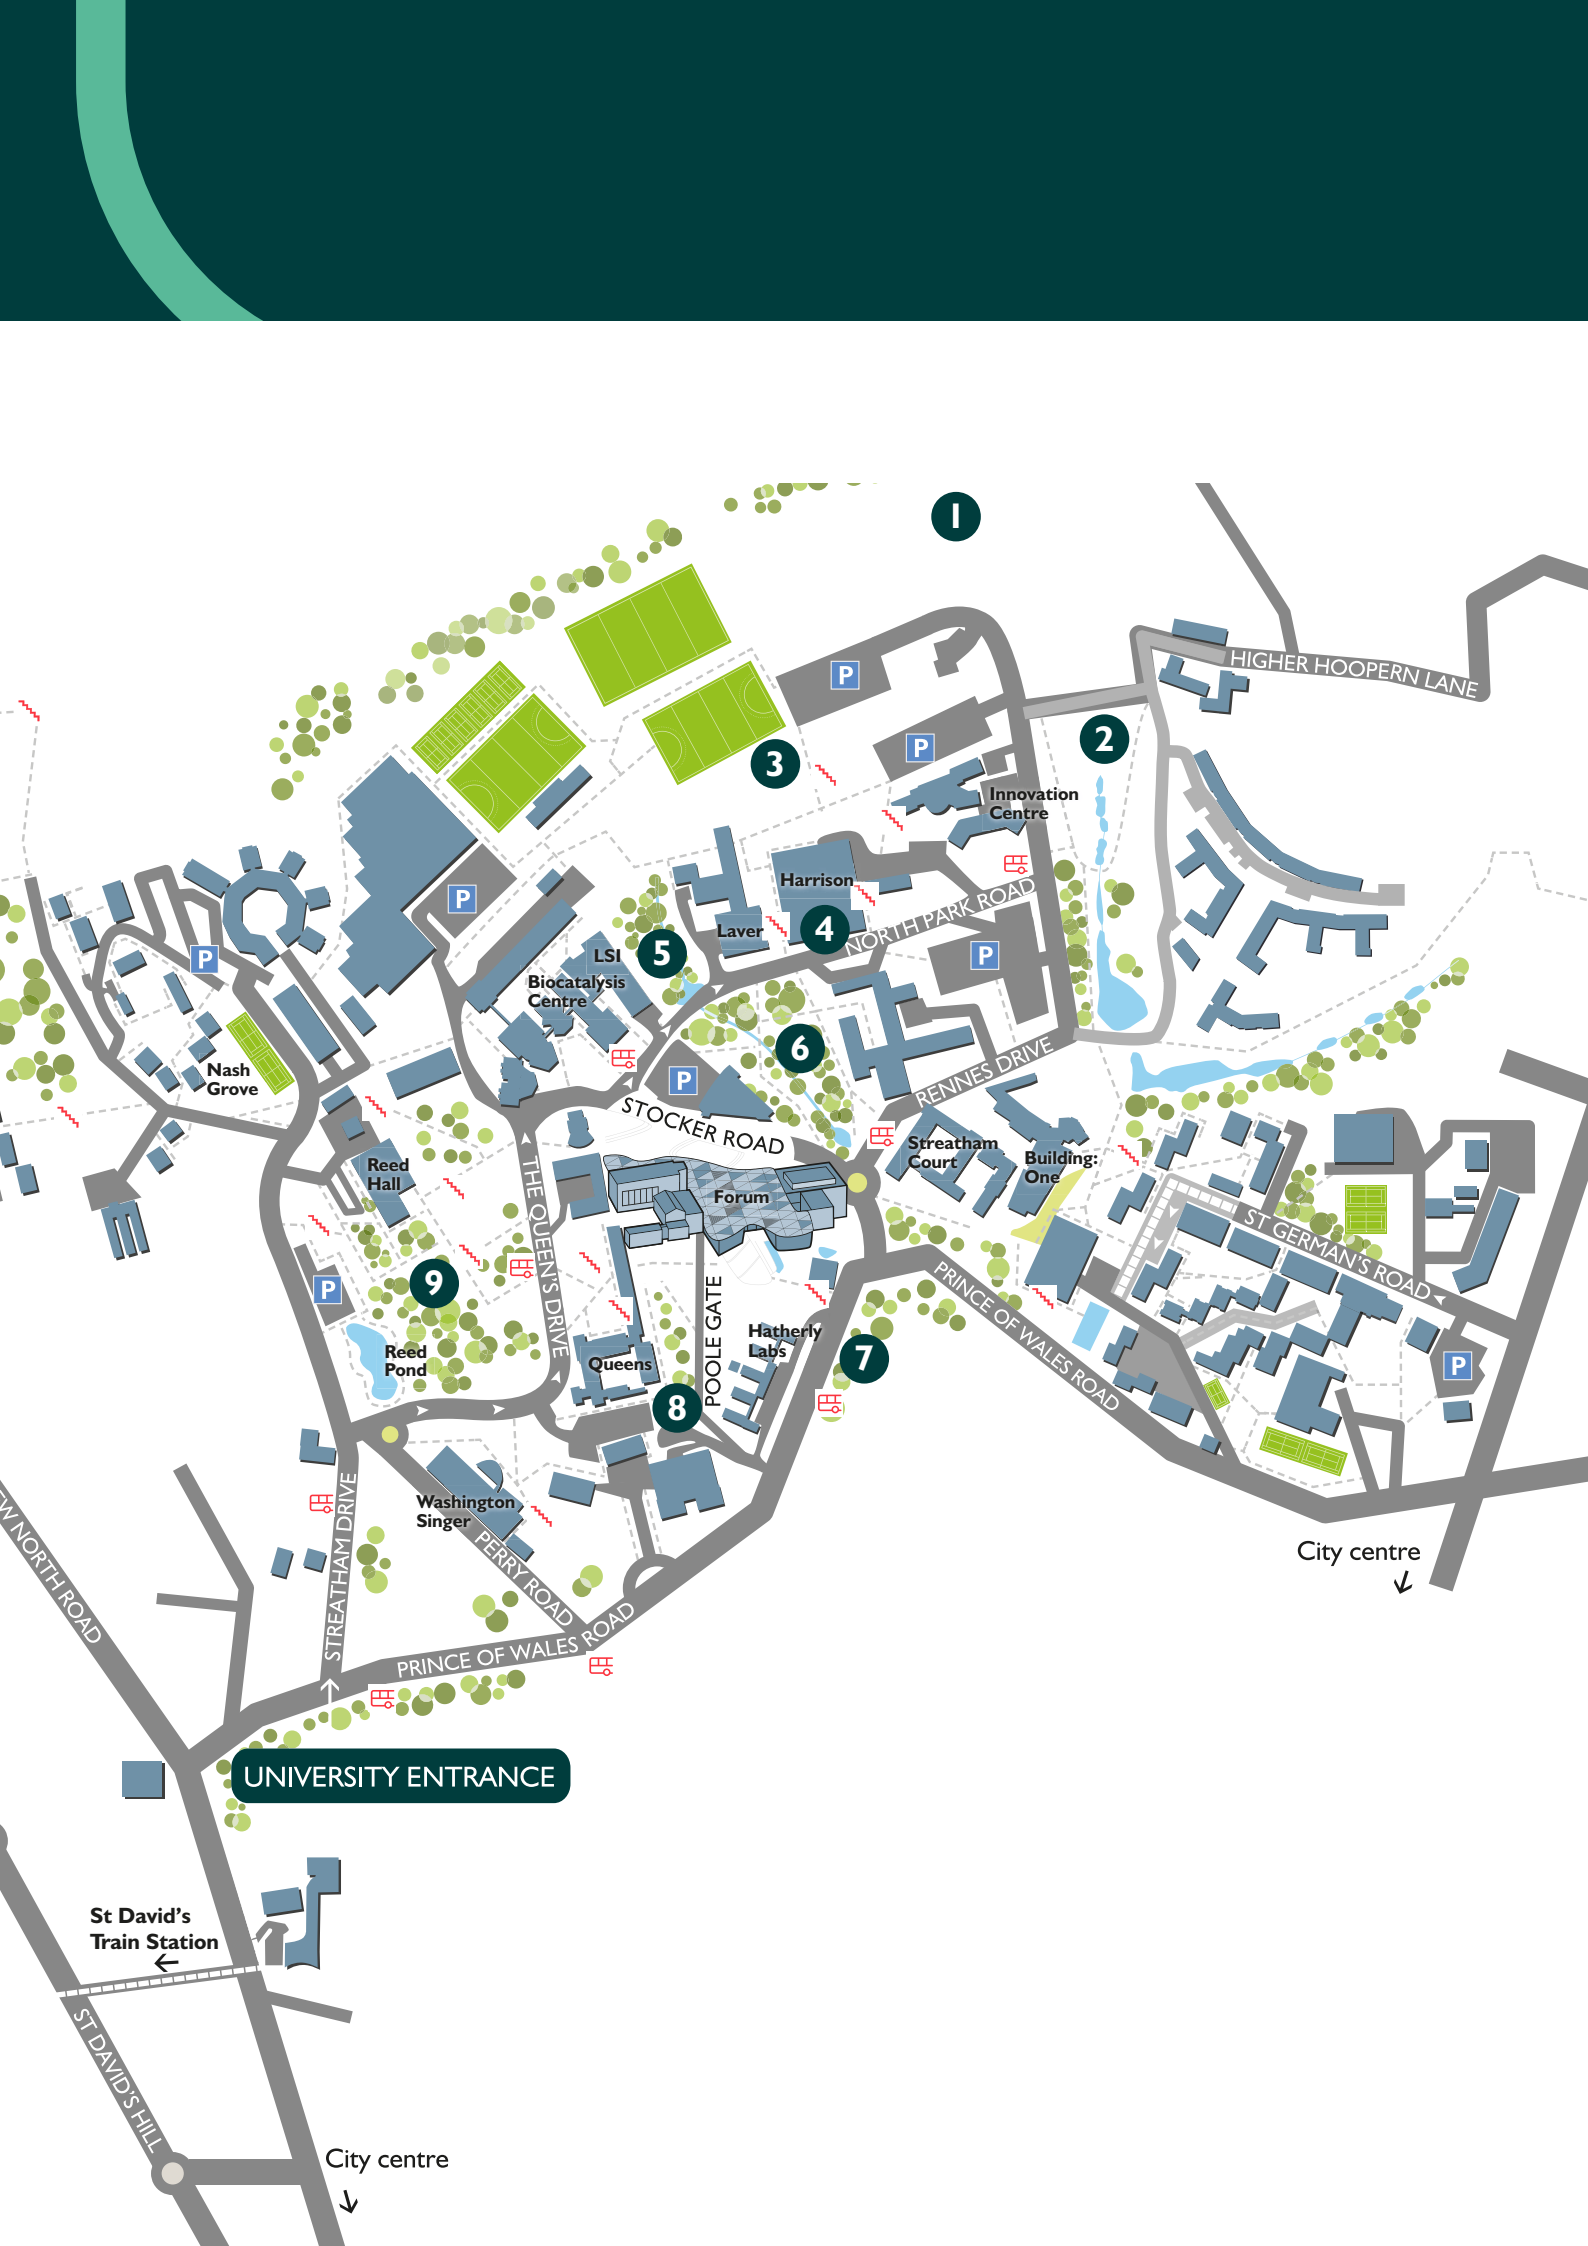 1
HIGHER HOOPERN LANE
P
2
P
3
Innovation
Centre
Harrison
P
NORTH PARK ROAD
4
Laver
5
LSI
P
P
Biocatalysis
Centre
6
Nash
Grove
P
RENNES DRIVE
STOCKER ROAD
Streatham
Court
Building:
One
Reed
Hall
Forum
THE QUEEN'S DRIVE
ST GERMAN'S ROAD
9
P
POOLE GATE
PRINCE OF WALES ROAD
Hatherly
Labs
Reed
Pond
Queens
7
P
8
Washington
Singer
STREATHAM DRIVE
PERRY ROAD
EW NORTH ROAD
City centre
PRINCE OF WALES ROAD
UNIVERSITY ENTRANCE
St David's
Train Station
ST DAVID'S HILL
City centre